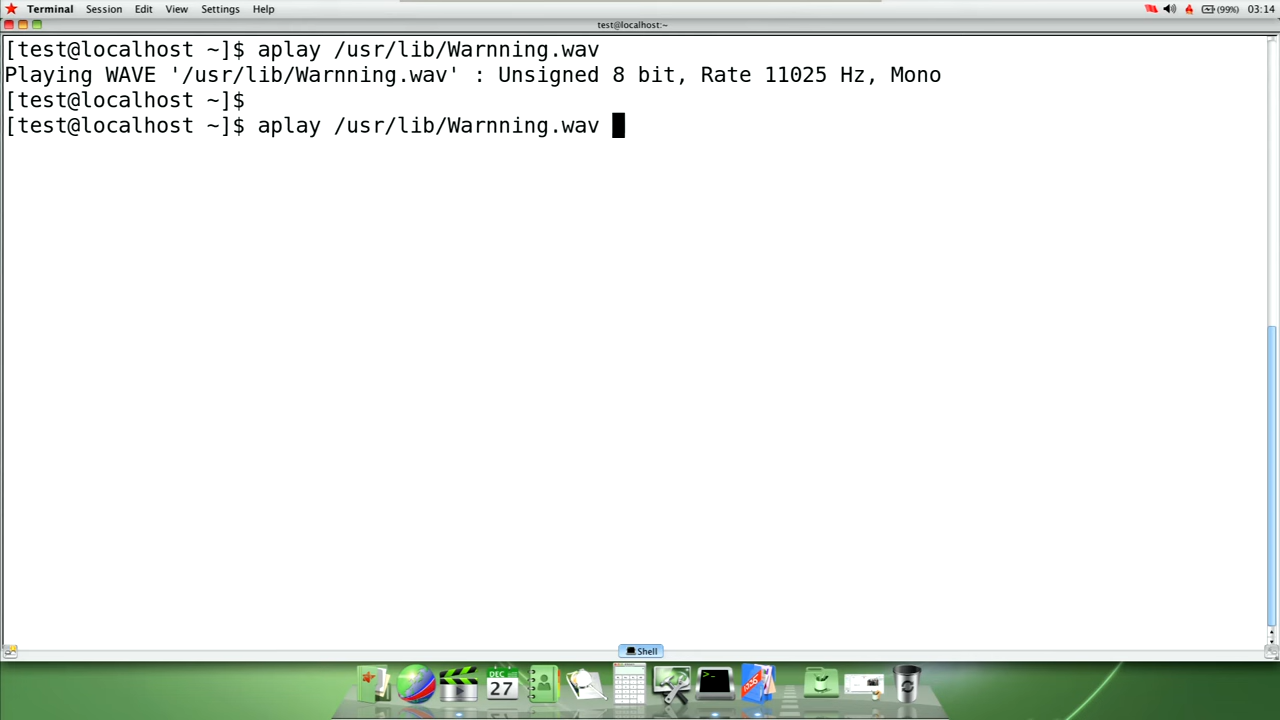 Terminal Session Edit View Settings Help (99%) 03:14
test@localhost:~
[test@localhost ~]$ aplay /usr/lib/Warnning.wav
Playing WAVE '/usr/lib/Warnning.wav' : Unsigned 8 bit, Rate 11025 Hz, Mono
[test@localhost ~]$
[test@localhost ~]$ aplay /usr/lib/Warnning.wav
Shell
DEC
27
>_